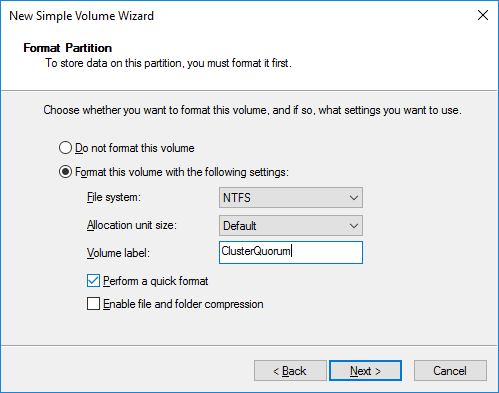 New Simple Volume Wizard
Format Partition
To store data on this partition, you must format it first.
Choose whether you want to format this volume, and if so, what settings you want to use.
Do not format this volume
Format this volume with the following settings:
File system: NTFS
Allocation unit size: Default
Volume label: ClusterQuorum
Perform a quick format
Enable file and folder compression
< Back Next > Cancel